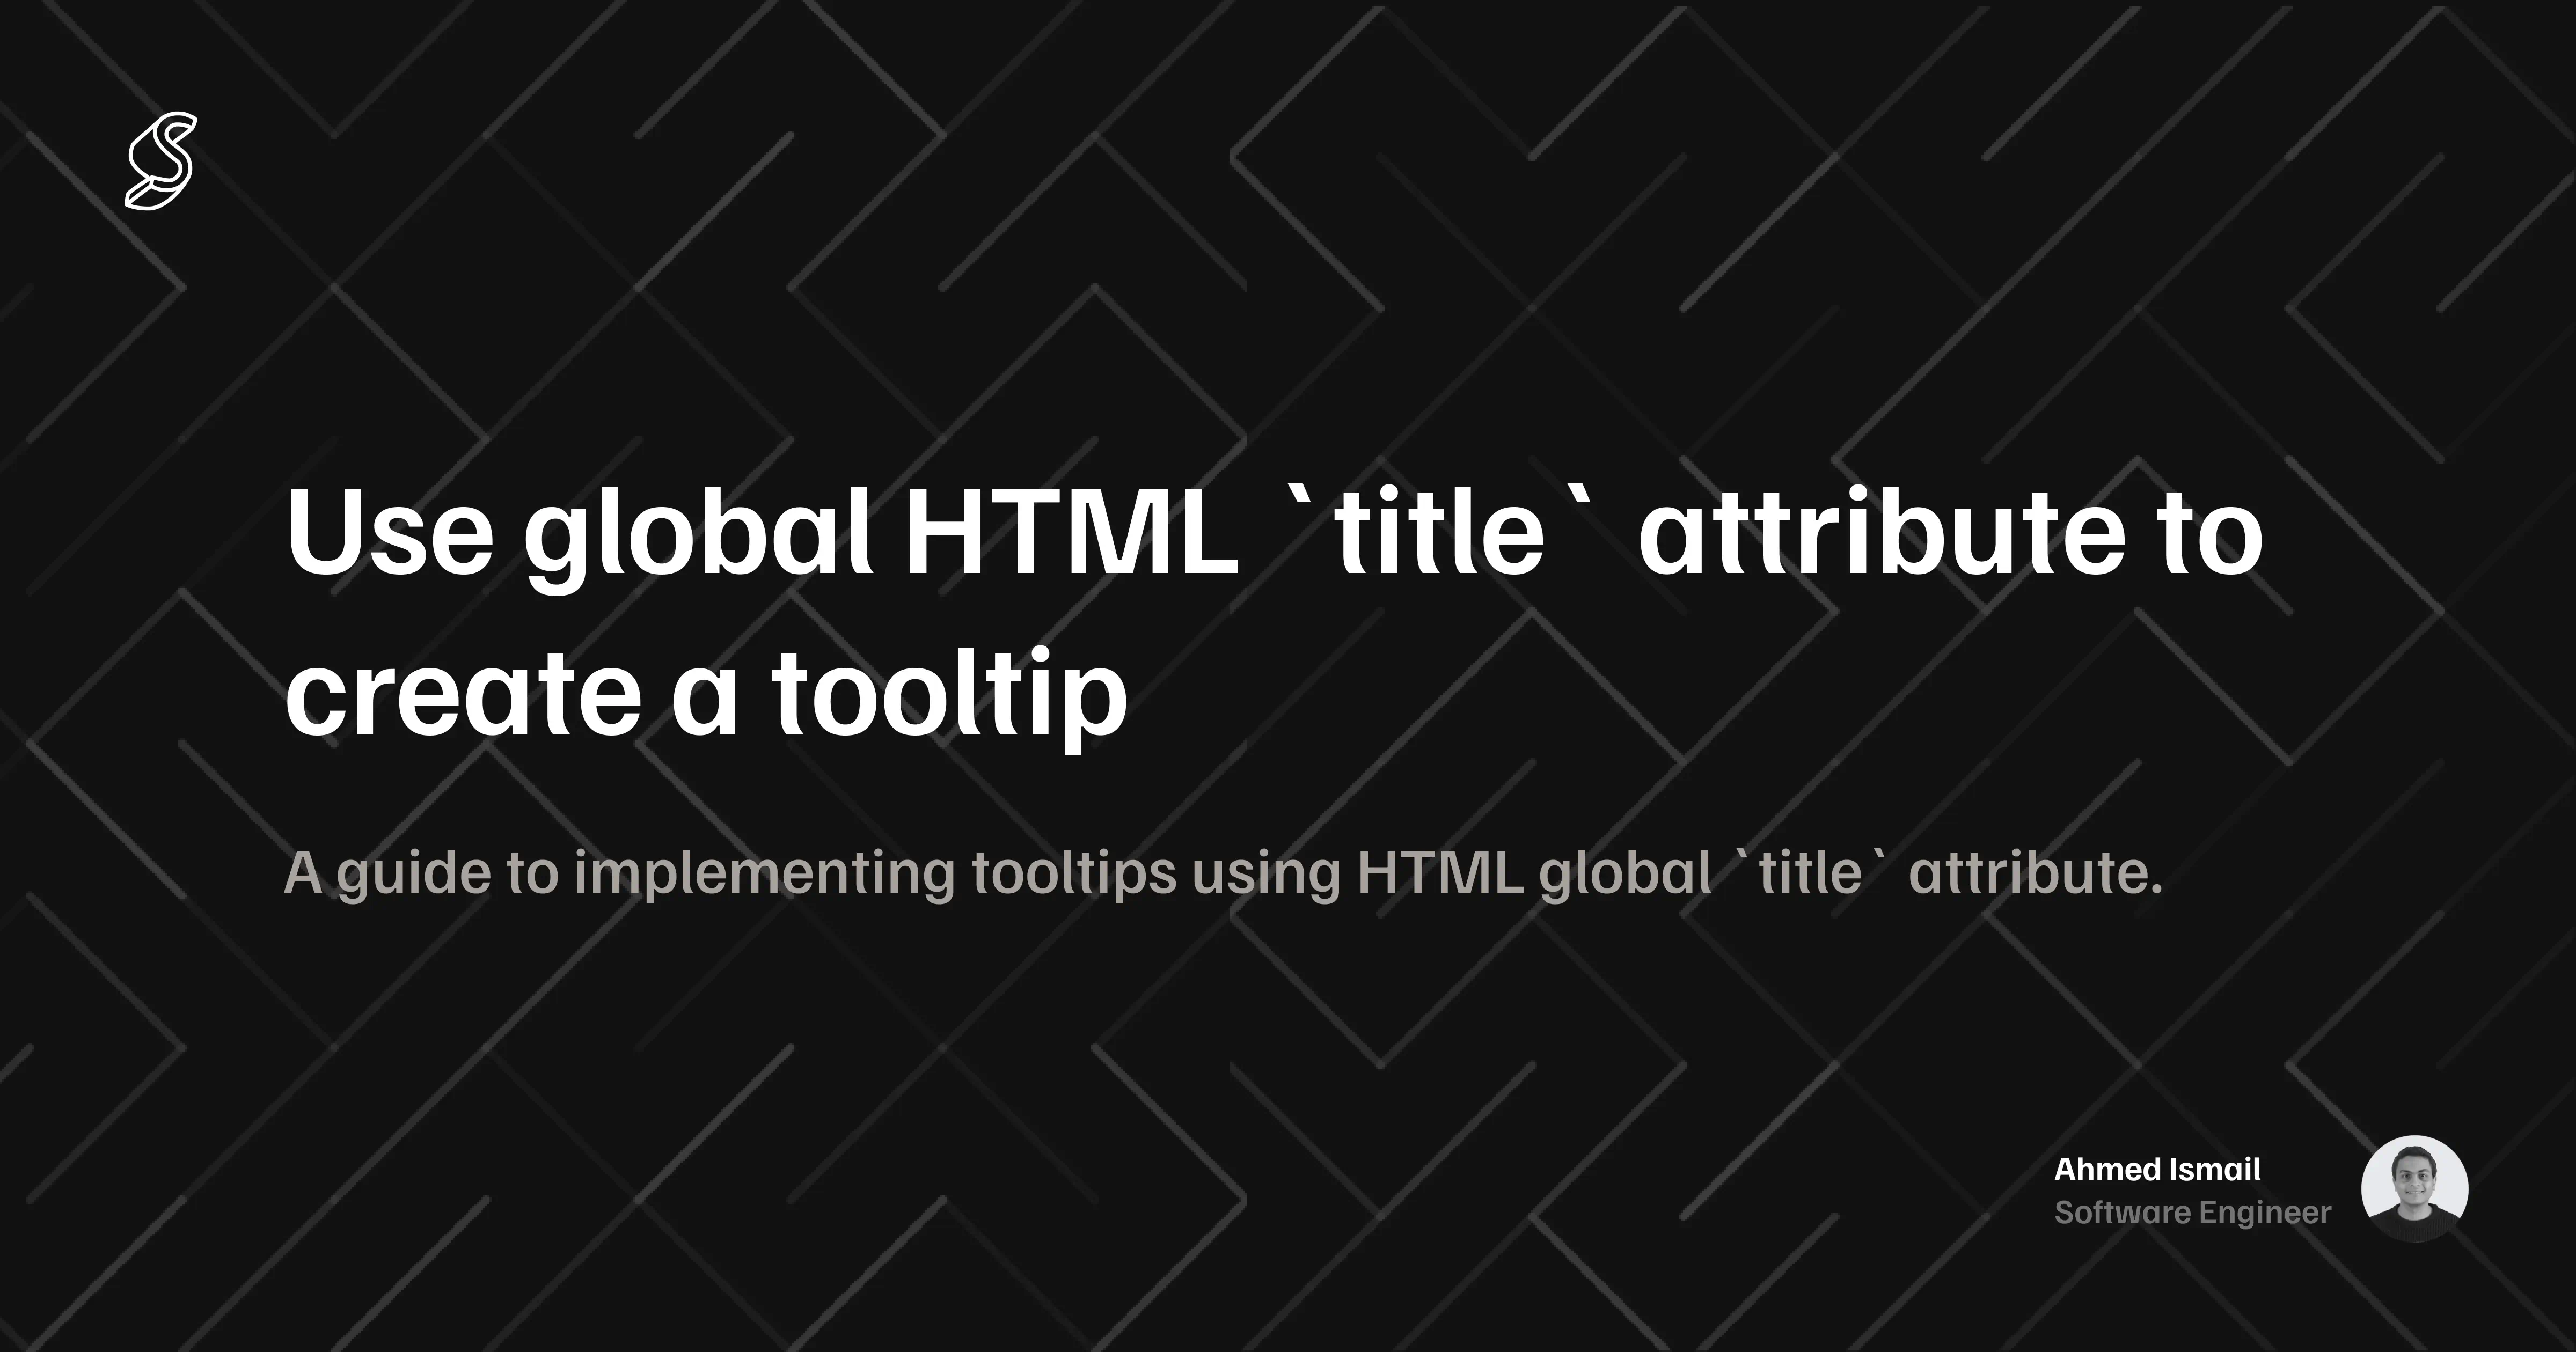 Use global HTML `title` attribute to
create a tooltip
A guide to implementing tooltips using HTML global `title` attribute.
Ahmed Ismail
Software Engineer